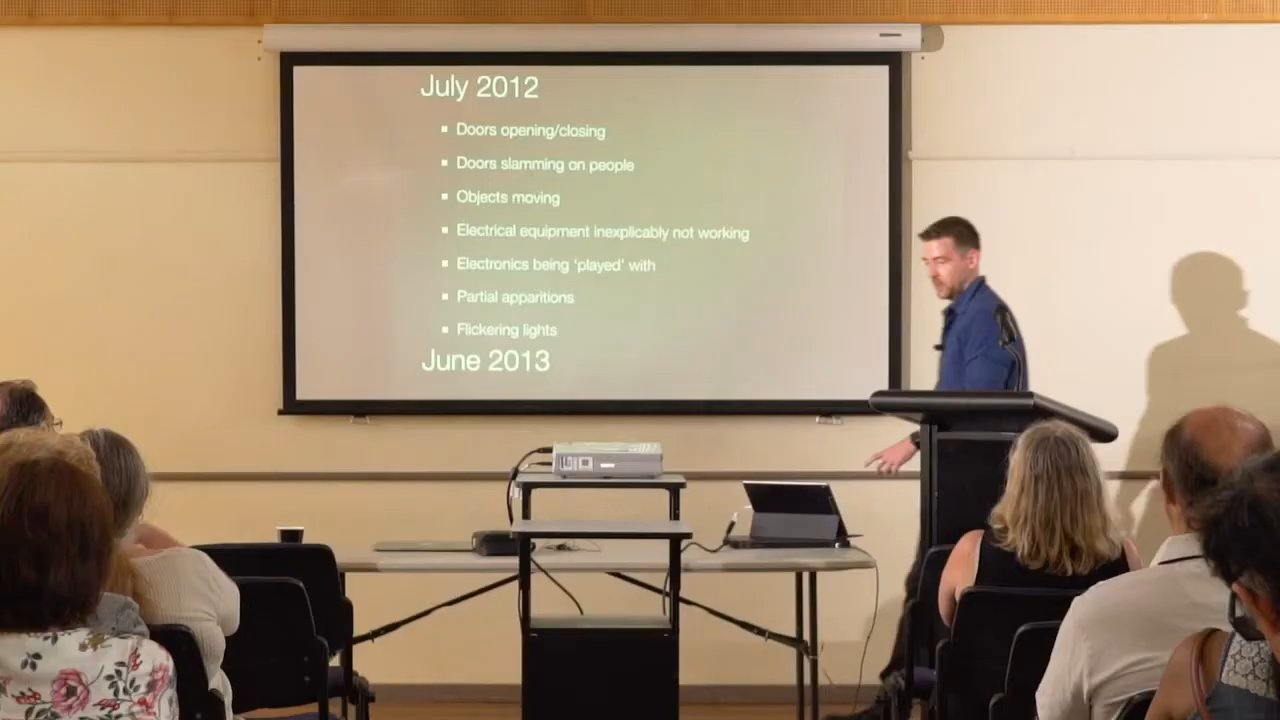 July 2012
▪ Doors opening/closing
▪ Doors slamming on people
▪ Objects moving
▪ Electrical equipment inexplicably not working
▪ Electronics being ‘played’ with
▪ Partial apparitions
▪ Flickering lights
June 2013